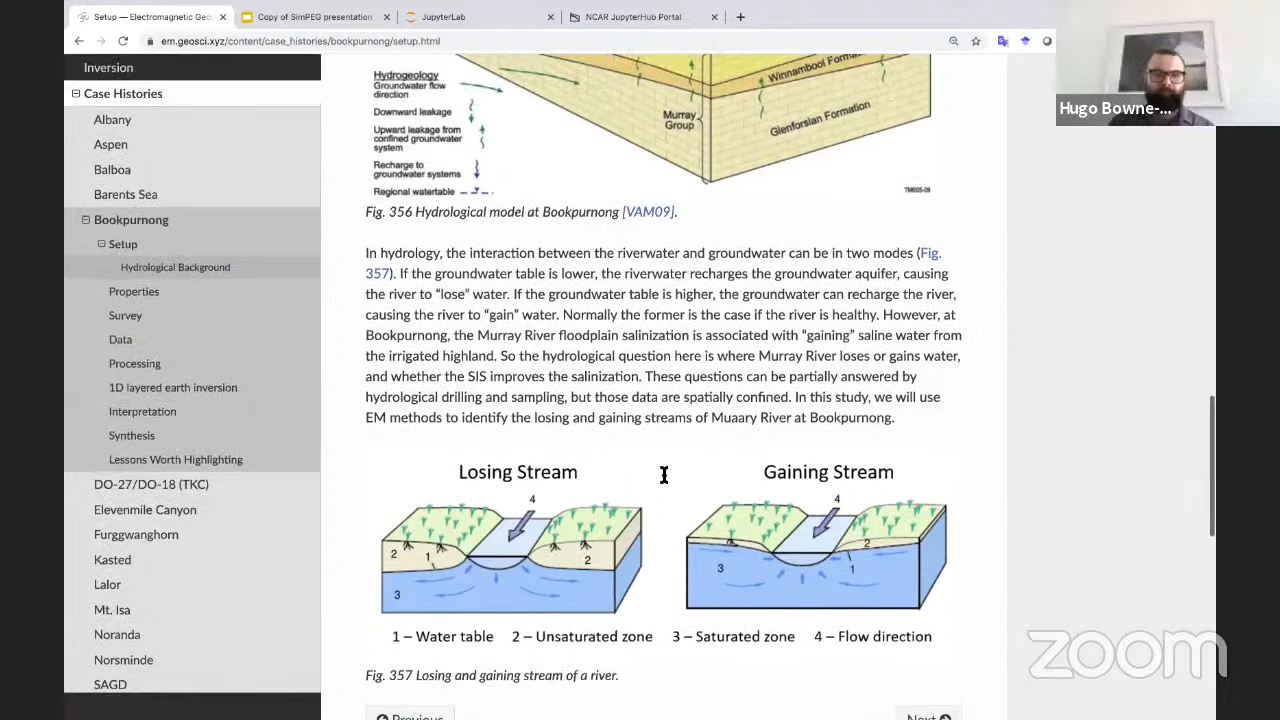 Setup — Electromagnetic Geop
Copy of SimPEG presentation
JupyterLab
NCAR JupyterHub Portal
em.geosci.xyz/content/case_histories/bookpurnong/setup.html
Hugo Bowne-...
Inversion
Case Histories
Albany
Aspen
Balboa
Barents Sea
Bookpurnong
Setup
Hydrological Background
Properties
Survey
Data
Processing
1D layered earth inversion
Interpretation
Synthesis
Lessons Worth Highlighting
DO-27/DO-18 (TKC)
Elevenmile Canyon
Furggwanghorn
Kasted
Lalor
Mt. Isa
Noranda
Norsminde
SAGD
Hydrogeology
Groundwater flow
direction
Downward leakage
Upward leakage from
confined groundwater
system
Recharge to
groundwater systems
Regional watertable
Winnambool Formation
Murray
Group
Glenforslan Formation
TM6005-09
Fig. 356 Hydrological model at Bookpurnong [VAM09].
In hydrology, the interaction between the riverwater and groundwater can be in two modes (Fig.
357). If the groundwater table is lower, the riverwater recharges the groundwater aquifer, causing
the river to “lose” water. If the groundwater table is higher, the groundwater can recharge the river,
causing the river to “gain” water. Normally the former is the case if the river is healthy. However, at
Bookpurnong, the Murray River floodplain salinization is associated with “gaining” saline water from
the irrigated highland. So the hydrological question here is where Murray River loses or gains water,
and whether the SIS improves the salinization. These questions can be partially answered by
hydrological drilling and sampling, but those data are spatially confined. In this study, we will use
EM methods to identify the losing and gaining streams of Muaary River at Bookpurnong.
Losing Stream
4
2
1
2
3
Gaining Stream
4
2
3
1
1 – Water table 2 – Unsaturated zone 3 – Saturated zone 4 – Flow direction
Fig. 357 Losing and gaining stream of a river.
Previous
Next
zoom